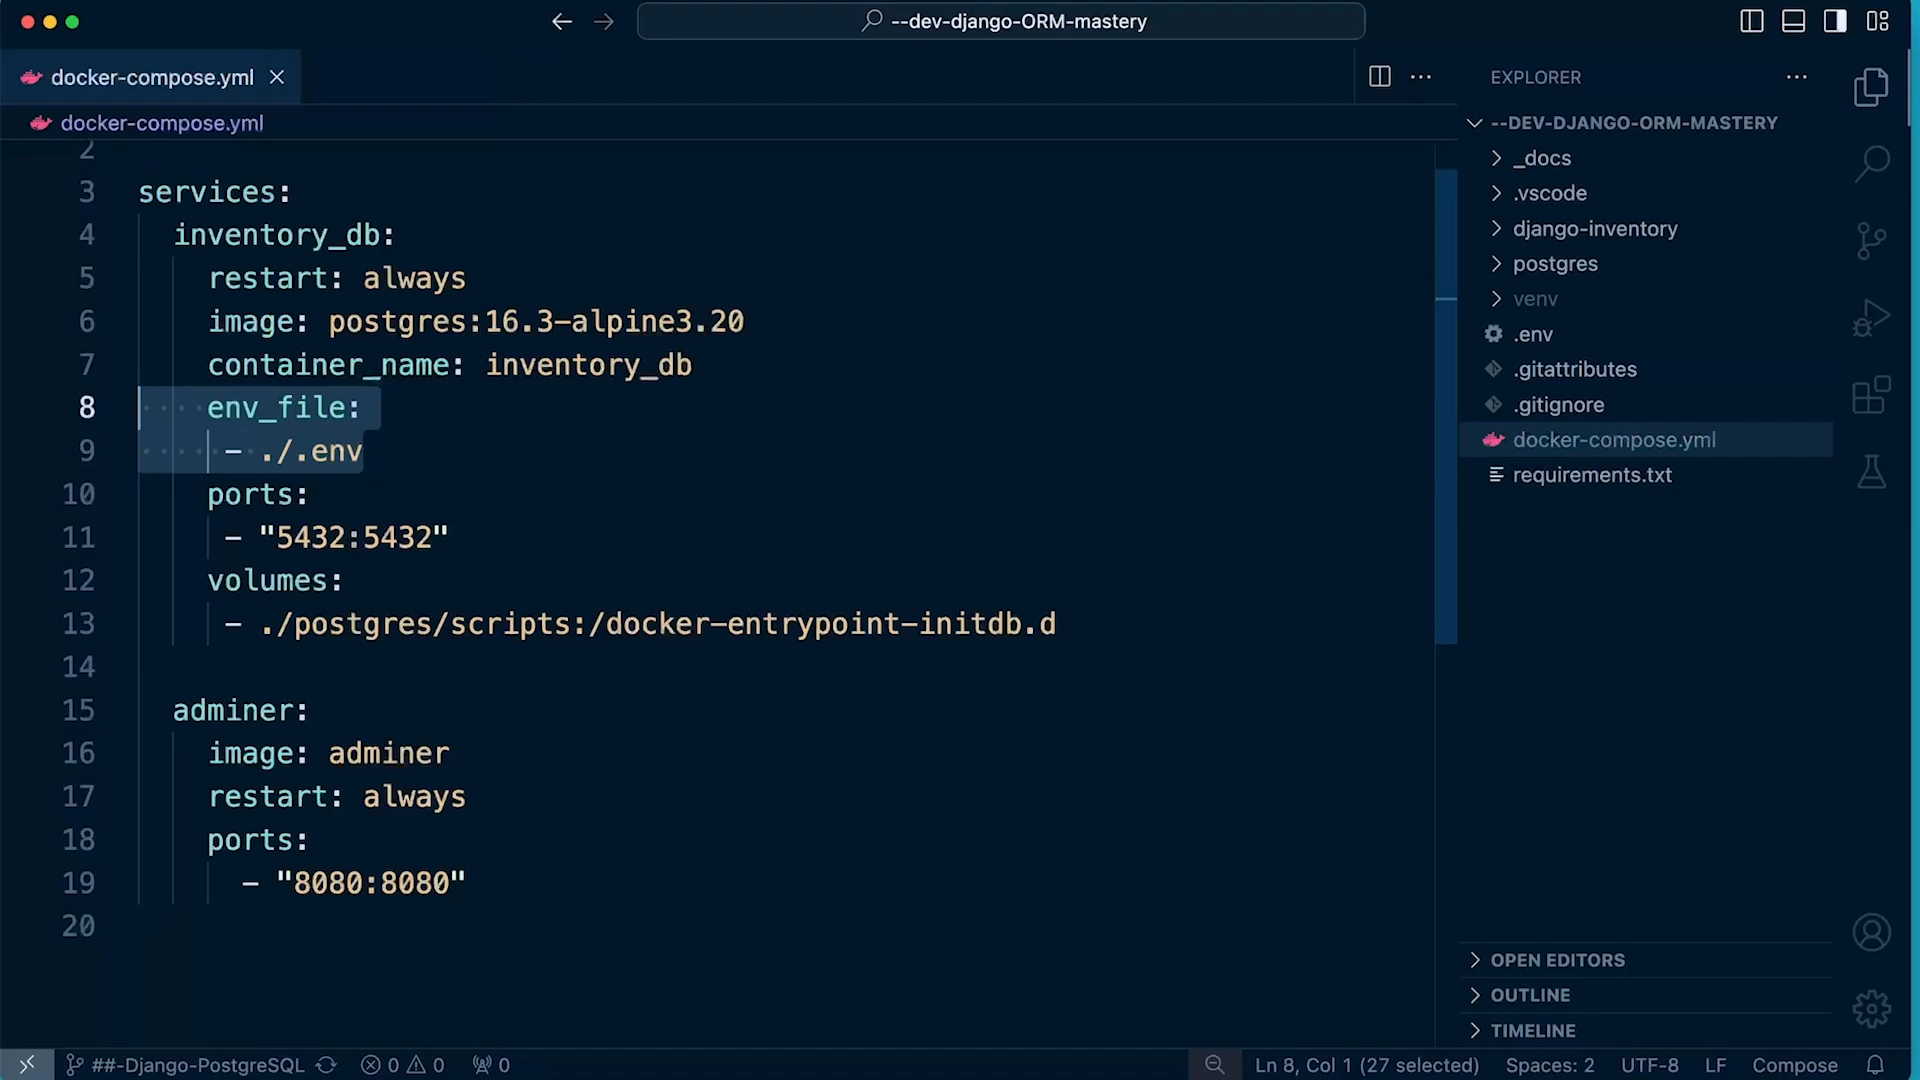 --dev-django-ORM-mastery
docker-compose.yml
docker-compose.yml
2
3 services:
4 inventory_db:
5 restart: always
6 image: postgres:16.3-alpine3.20
7 container_name: inventory_db
8 env_file:
9 - ./.env
10 ports:
11 - "5432:5432"
12 volumes:
13 - ./postgres/scripts:/docker-entrypoint-initdb.d
14
15 adminer:
16 image: adminer
17 restart: always
18 ports:
19 - "8080:8080"
20
EXPLORER
--DEV-DJANGO-ORM-MASTERY
_docs
.vscode
django-inventory
postgres
venv
.env
.gitattributes
.gitignore
docker-compose.yml
requirements.txt
OPEN EDITORS
OUTLINE
TIMELINE
##-Django-PostgreSQL 0 0 0 Ln 8, Col 1 (27 selected) Spaces: 2 UTF-8 LF Compose